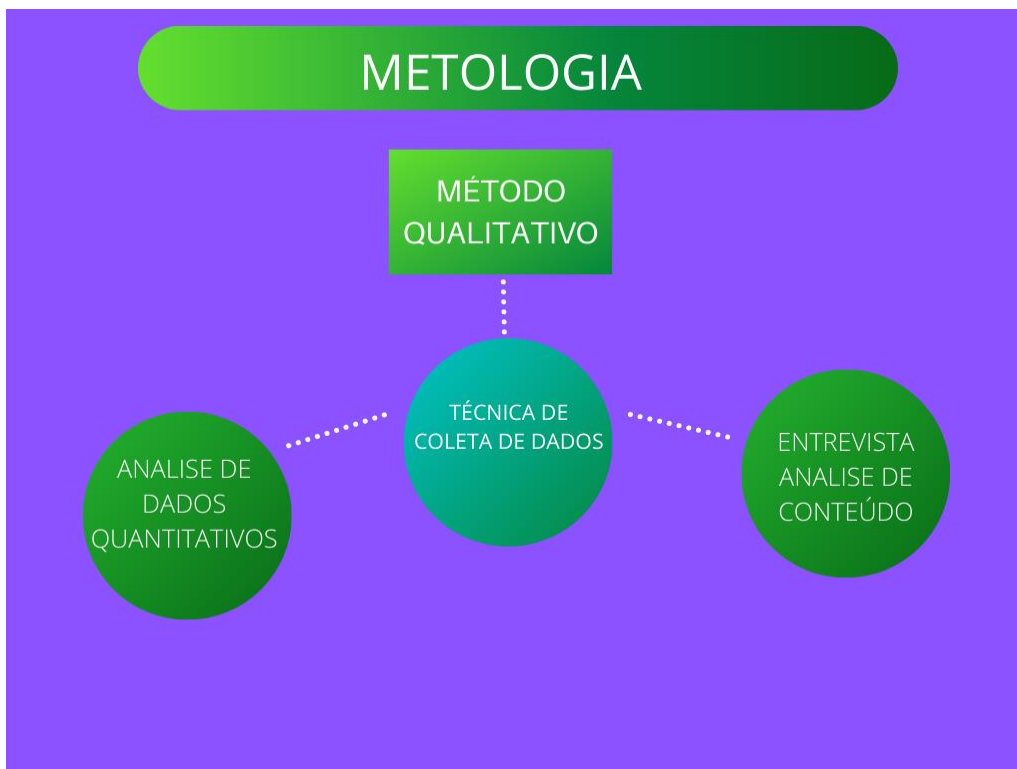 METOLOGIA
MÉTODO
QUALITATIVO
TÉCNICA DE
COLETA DE DADOS
ANALISE DE
DADOS
QUANTITATIVOS
ENTREVISTA
ANALISE DE
CONTEÚDO